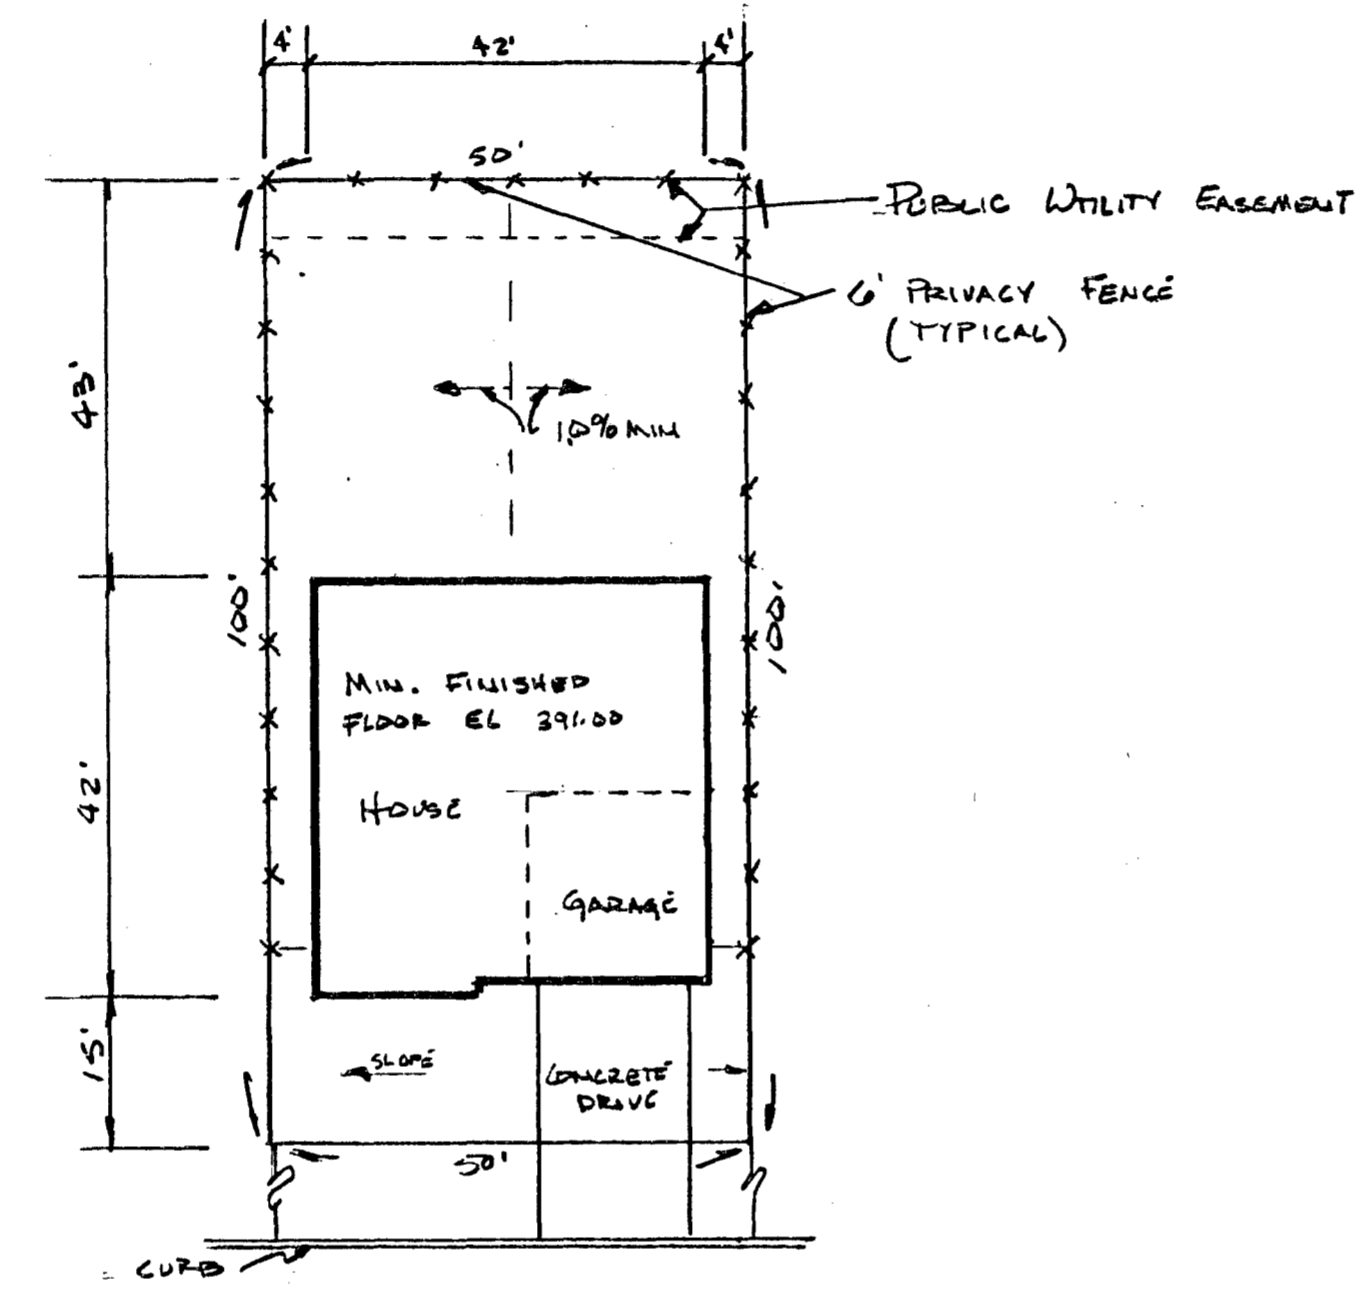 4' 42' 4'
50'
PUBLIC UTILITY EASEMENT
6' PRIVACY FENCE
(TYPICAL)
43'
1.0% MIN
100'
100'
MIN. FINISHED
FLOOR EL 391.00
42'
HOUSE
GARAGE
15'
SLOPE
CONCRETE
DRIVE
50'
CURB